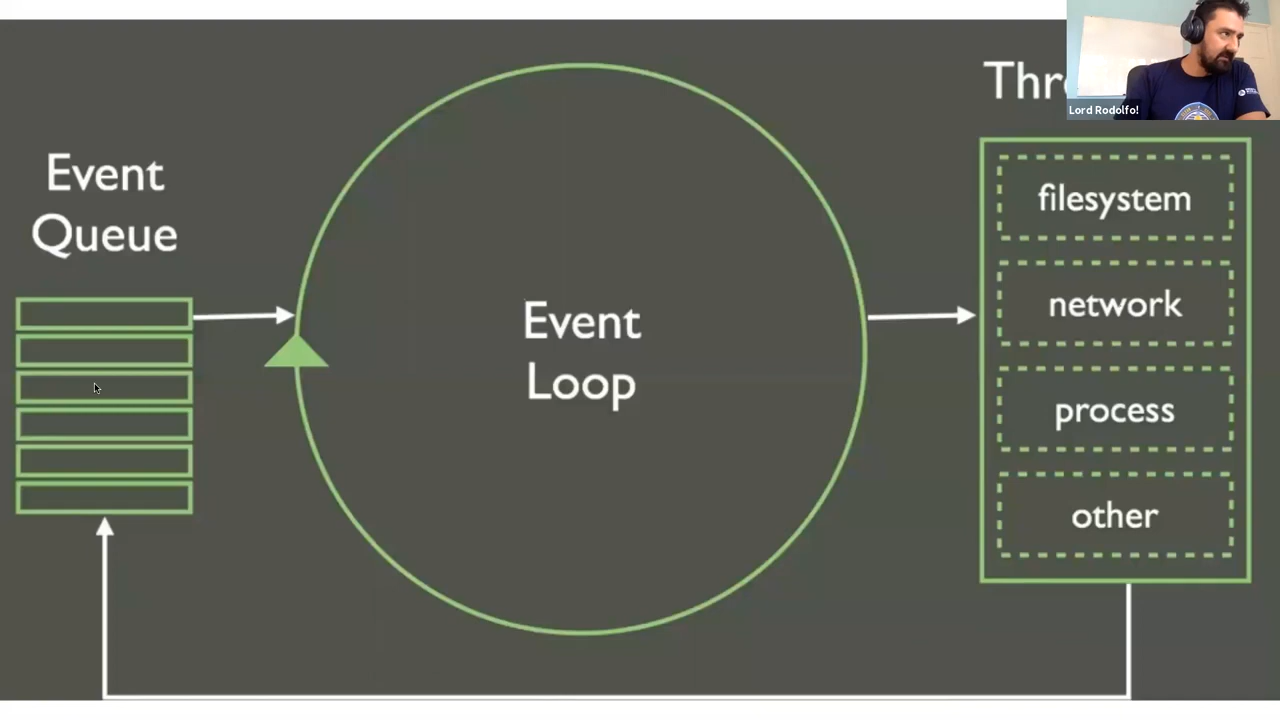 Event
Queue
Event
Loop
Lord Rodolfo!
filesystem
network
process
other